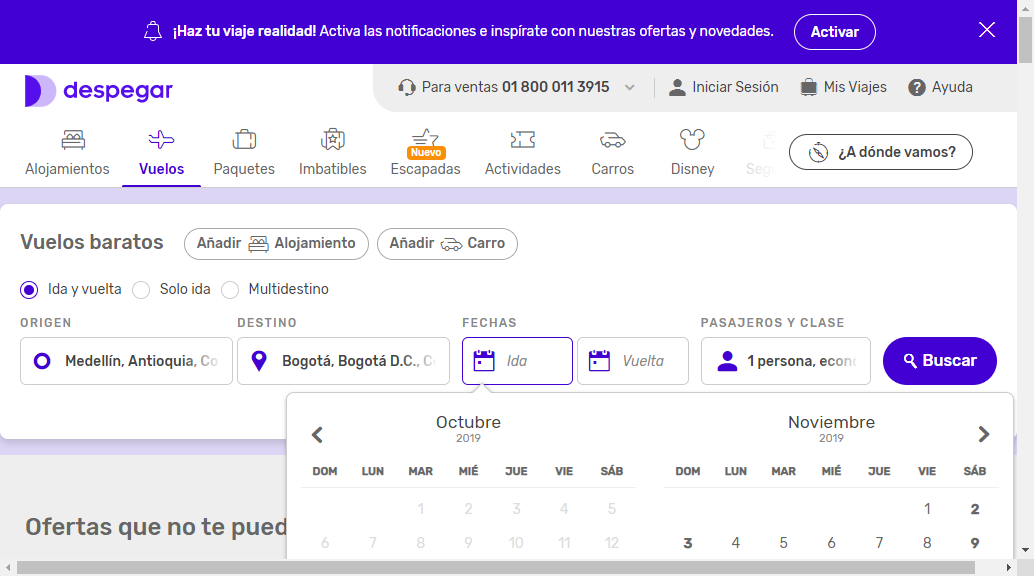 ¡Haz tu viaje realidad! Activa las notificaciones e inspírate con nuestras ofertas y novedades.
Activar
despegar
Para ventas 01 800 011 3915
Iniciar Sesión
Mis Viajes
Ayuda
Alojamientos
Vuelos
Paquetes
Imbatibles
Nuevo
Escapadas
Actividades
Carros
Disney
¿A dónde vamos?
Vuelos baratos
Añadir Alojamiento
Añadir Carro
Ida y vuelta
Solo ida
Multidestino
ORIGEN
DESTINO
FECHAS
PASAJEROS Y CLASE
Medellín, Antioquia, Co
Bogotá, Bogotá D.C., C
Ida
Vuelta
1 persona, econ
Buscar
Octubre
2019
DOM LUN MAR MIÉ JUE VIE SÁB
1 2 3 4 5
6 7 8 9 10 11 12
Noviembre
2019
DOM LUN MAR MIÉ JUE VIE SÁB
1 2
3 4 5 6 7 8 9
Ofertas que no te pued